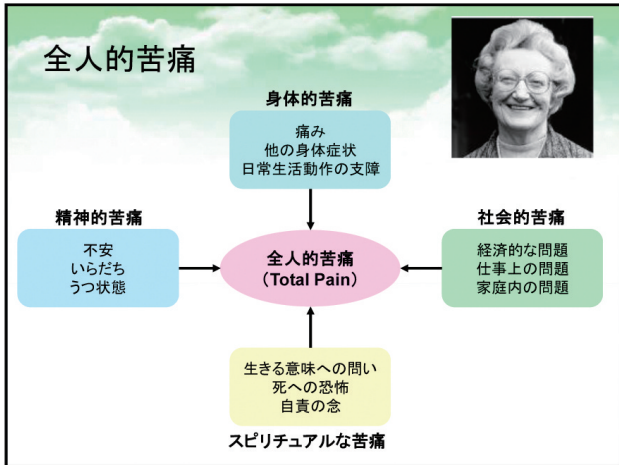 全人的苦痛
身体的苦痛
痛み
他の身体症状
日常生活動作の支障
精神的苦痛
不安
いらだち
うつ状態
全人的苦痛
（Total Pain）
社会的苦痛
経済的な問題
仕事上の問題
家庭内の問題
生きる意味への問い
死への恐怖
自責の念
スピリチュアルな苦痛